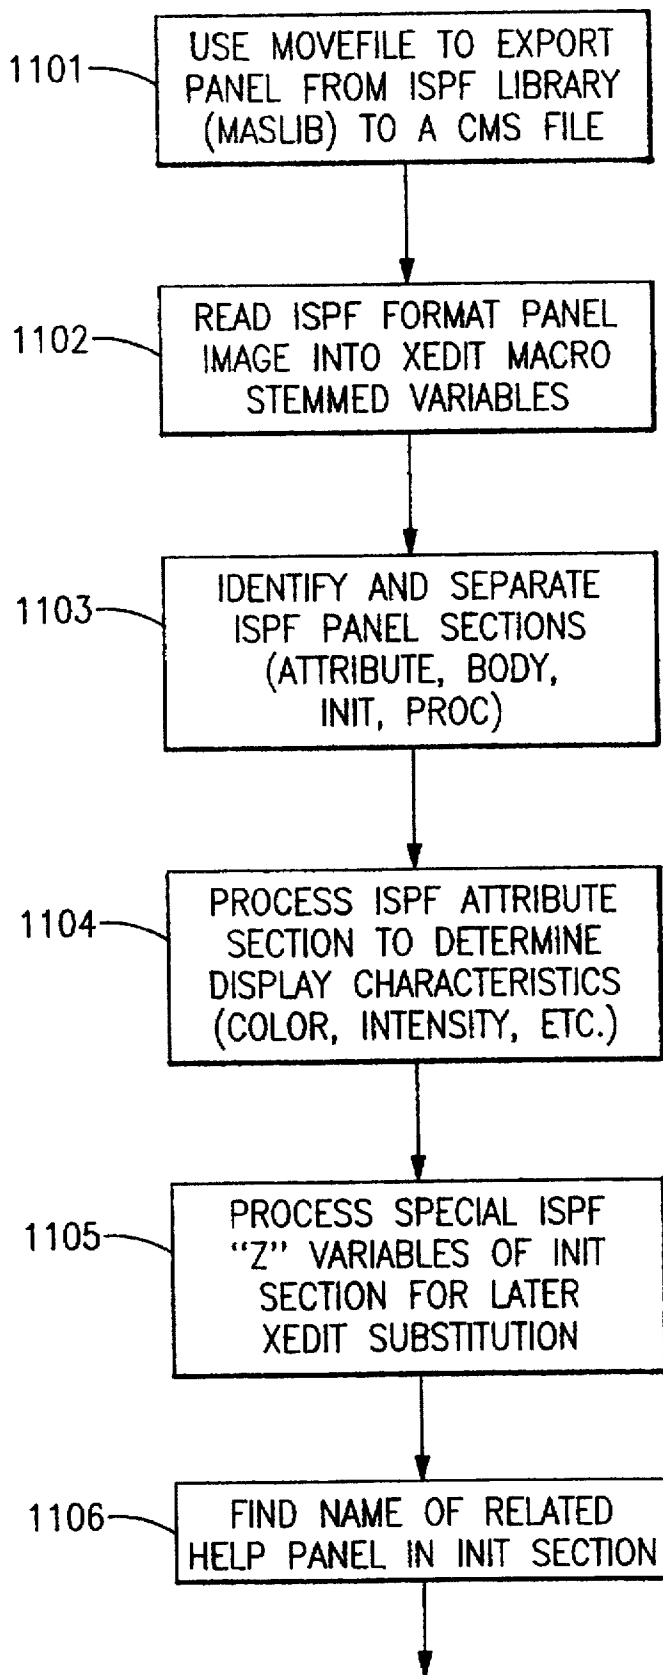 1101
USE MOVEFILE TO EXPORT
PANEL FROM ISPF LIBRARY
(MASLIB) TO A CMS FILE
1102
READ ISPF FORMAT PANEL
IMAGE INTO XEDIT MACRO
STEMMED VARIABLES
1103
IDENTIFY AND SEPARATE
ISPF PANEL SECTIONS
(ATTRIBUTE, BODY,
INIT, PROC)
1104
PROCESS ISPF ATTRIBUTE
SECTION TO DETERMINE
DISPLAY CHARACTERISTICS
(COLOR, INTENSITY, ETC.)
1105
PROCESS SPECIAL ISPF
“Z” VARIABLES OF INIT
SECTION FOR LATER
XEDIT SUBSTITUTION
1106
FIND NAME OF RELATED
HELP PANEL IN INIT SECTION